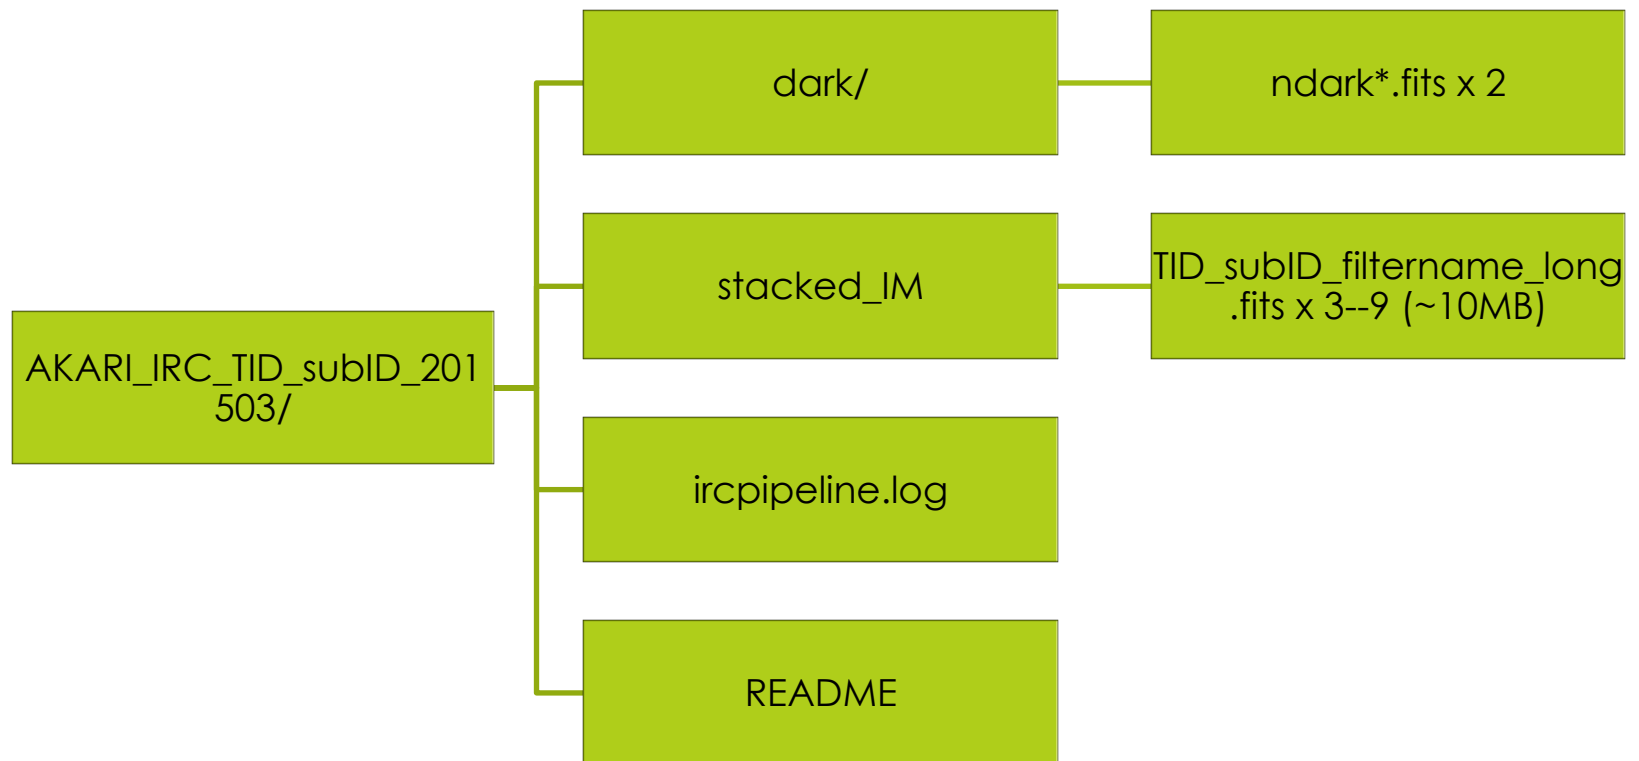 dark/
ndark*.fits x 2
stacked_IM
TID_subID_filtername_long
.fits x 3--9 (~10MB)
AKARI_IRC_TID_subID_201
503/
ircpipeline.log
README